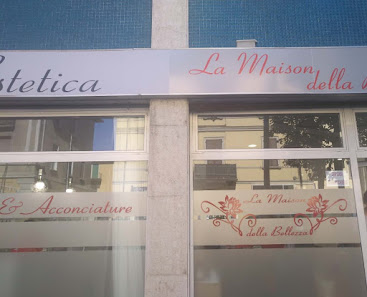 stetica
La Maison
della
& Acconciature
La Maison
della Bellezza